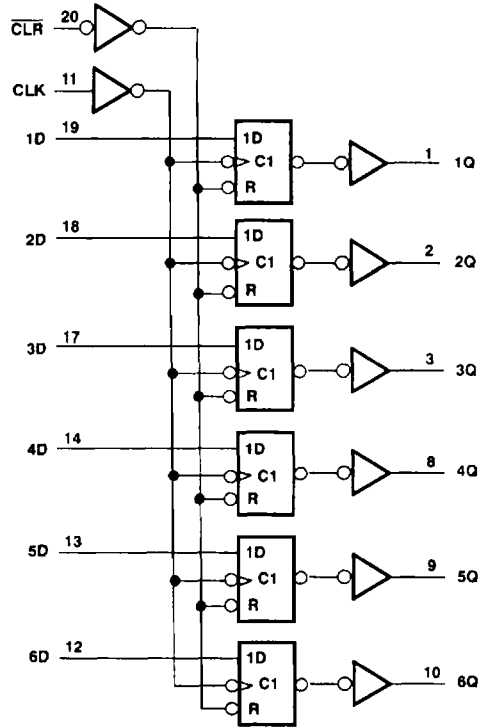 CLR 20
CLK 11
1D 19 1D
C1 1 1Q
R
2D 18 1D
C1 2 2Q
R
3D 17 1D
C1 3 3Q
R
4D 14 1D
C1 8 4Q
R
5D 13 1D
C1 9 5Q
R
6D 12 1D
C1 10 6Q
R